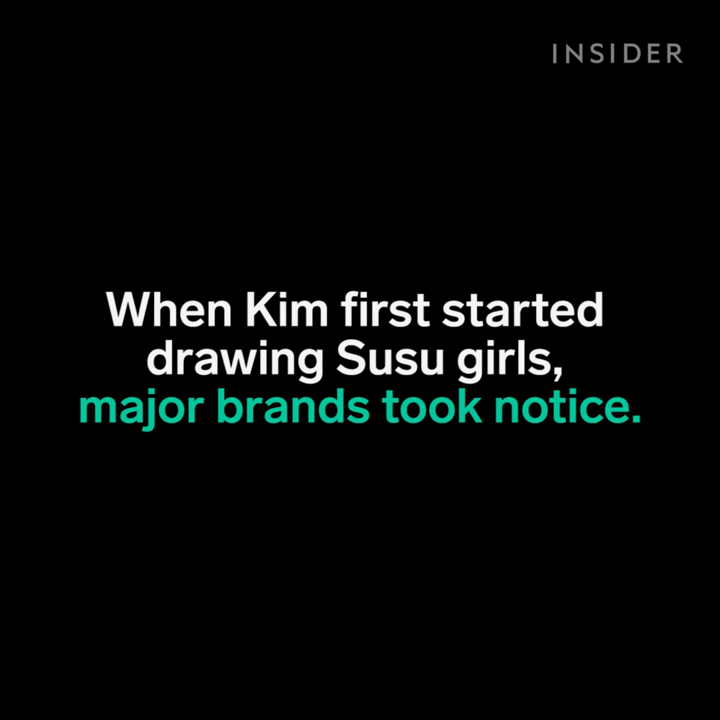 INSIDER
When Kim first started
drawing Susu girls,
major brands took notice.